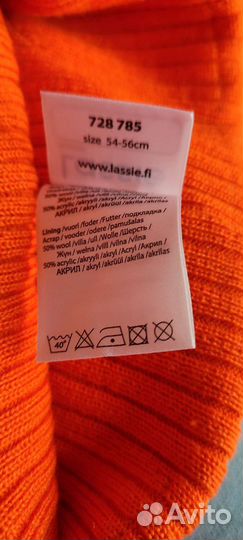 728 785
size 54-56cm
www.lassie.fi
50% acrylic / akryyli / akryl / Acryl / Акрил /
АКРИЛ / akryl / akrüül / akrila / akrilas
Lining / vuori / foder / Futter / подкладка /
Астар / vooder / odere / pamušalas
50% wool / villa / ull / Wolle / Шерсть /
Жүн / wełna / vill / vilna / vilna
50% acrylic / akryyli / akryl / Acryl / Акрил /
АКРИЛ / akryl / akrüül / akrila / akrilas
40°
Avito